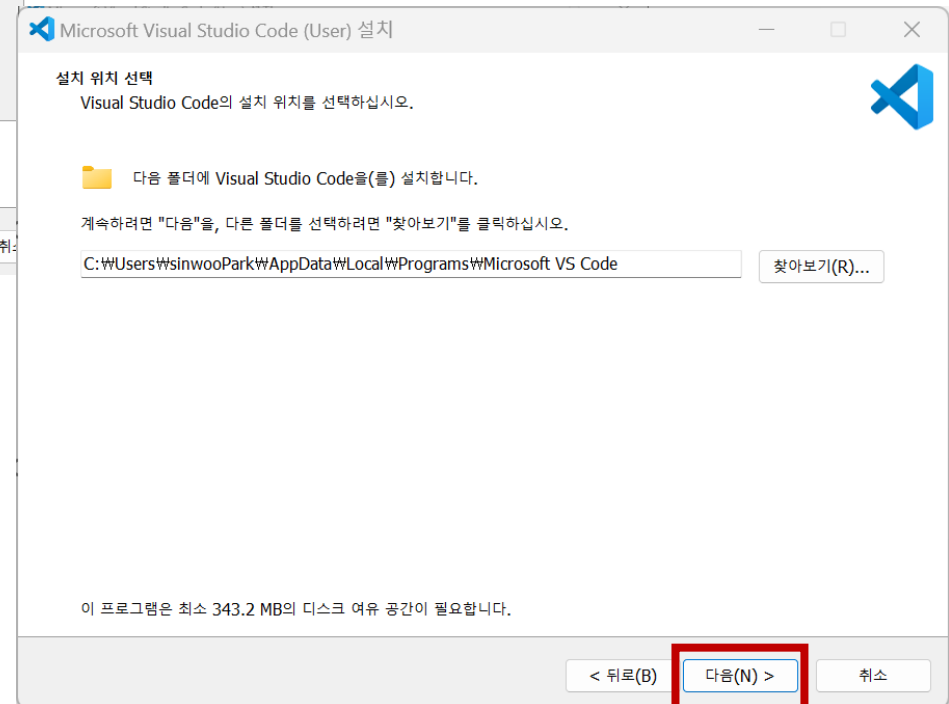 Microsoft Visual Studio Code (User) 설치
설치 위치 선택
Visual Studio Code의 설치 위치를 선택하십시오.
다음 폴더에 Visual Studio Code을(를) 설치합니다.
계속하려면 "다음"을, 다른 폴더를 선택하려면 "찾아보기"를 클릭하십시오.
C:₩Users₩sinwooPark₩AppData₩Local₩Programs₩Microsoft VS Code
찾아보기(R)...
이 프로그램은 최소 343.2 MB의 디스크 여유 공간이 필요합니다.
< 뒤로(B)
다음(N) >
취소